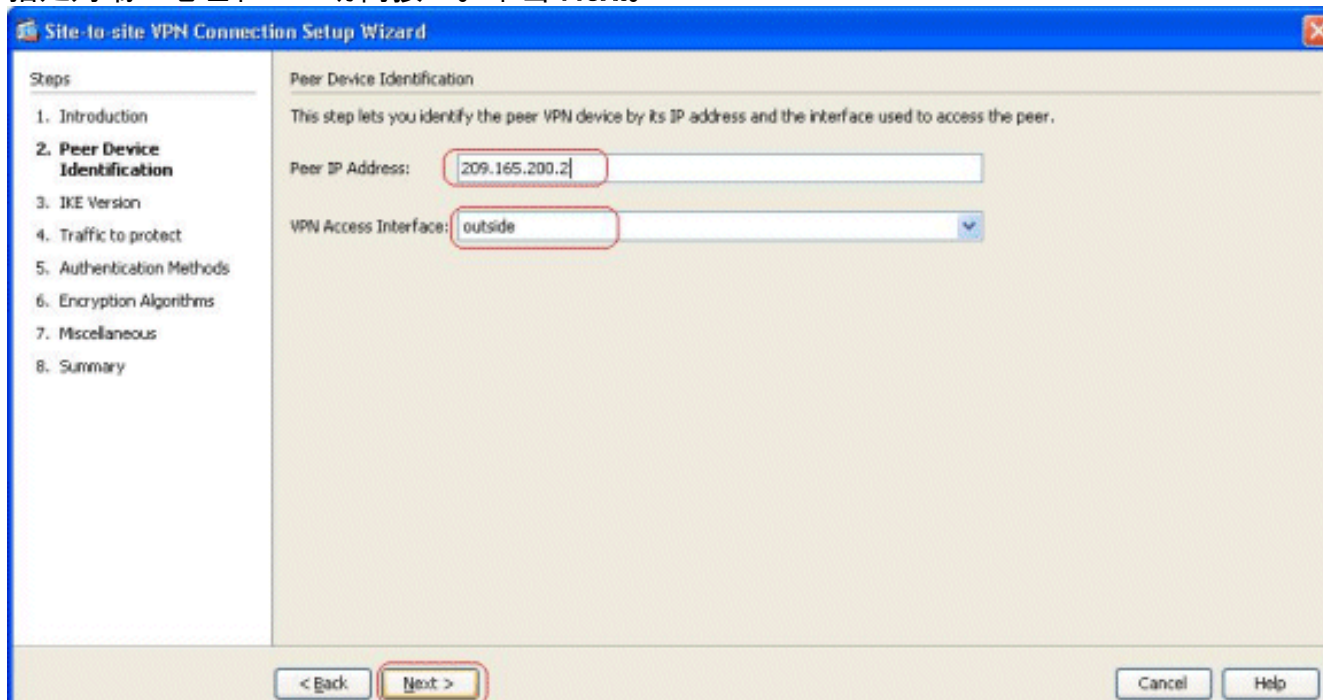 Site-to-site VPN Connection Setup Wizard
Steps
1. Introduction
2. Peer Device
Identification
3. IKE Version
4. Traffic to protect
5. Authentication Methods
6. Encryption Algorithms
7. Miscellaneous
8. Summary
Peer Device Identification
This step lets you identify the peer VPN device by its IP address and the interface used to access the peer.
Peer IP Address: 209.165.200.2
VPN Access Interface: outside
< Back Next > Cancel Help